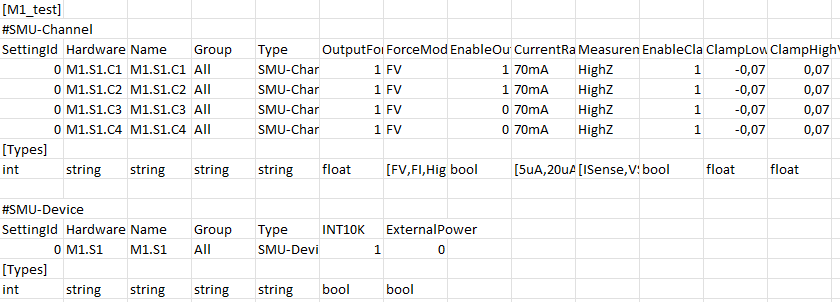 [M1_test]
#SMU-Channel
SettingId Hardware Name Group Type OutputFor ForceMod EnableOu CurrentRa Measurem EnableCla ClampLow ClampHighV
0 M1.S1.C1 M1.S1.C1 All SMU-Char 1 FV 1 70mA HighZ 1 -0,07 0,07
0 M1.S1.C2 M1.S1.C2 All SMU-Char 1 FV 1 70mA HighZ 1 -0,07 0,07
0 M1.S1.C3 M1.S1.C3 All SMU-Char 1 FV 0 70mA HighZ 1 -0,07 0,07
0 M1.S1.C4 M1.S1.C4 All SMU-Char 1 FV 0 70mA HighZ 1 -0,07 0,07
[Types]
int string string string string float [FV,FI,Hig bool [5uA,20uA [ISense,VS bool float float
#SMU-Device
SettingId Hardware Name Group Type INT10K ExternalPower
0 M1.S1 M1.S1 All SMU-Devi 1 0
[Types]
int string string string string bool bool